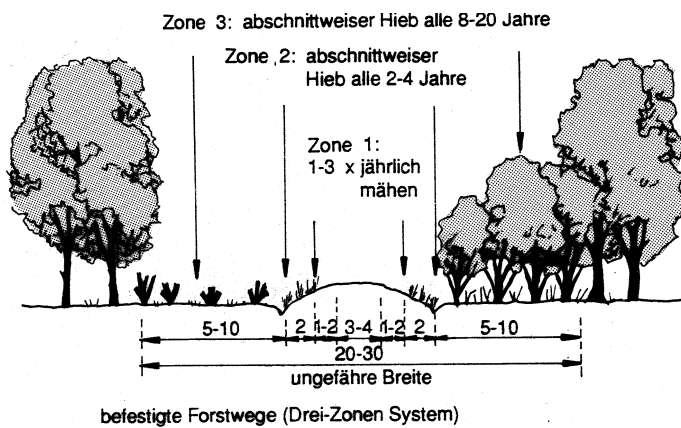 Zone 3: abschnittweiser Hieb alle 8-20 Jahre
Zone 2: abschnittweiser
Hieb alle 2-4 Jahre
Zone 1:
1-3 x jährlich
mähen
5-10 2 1-2 3-4 1-2 2 5-10
20-30
ungefähre Breite
befestigte Forstwege (Drei-Zonen System)